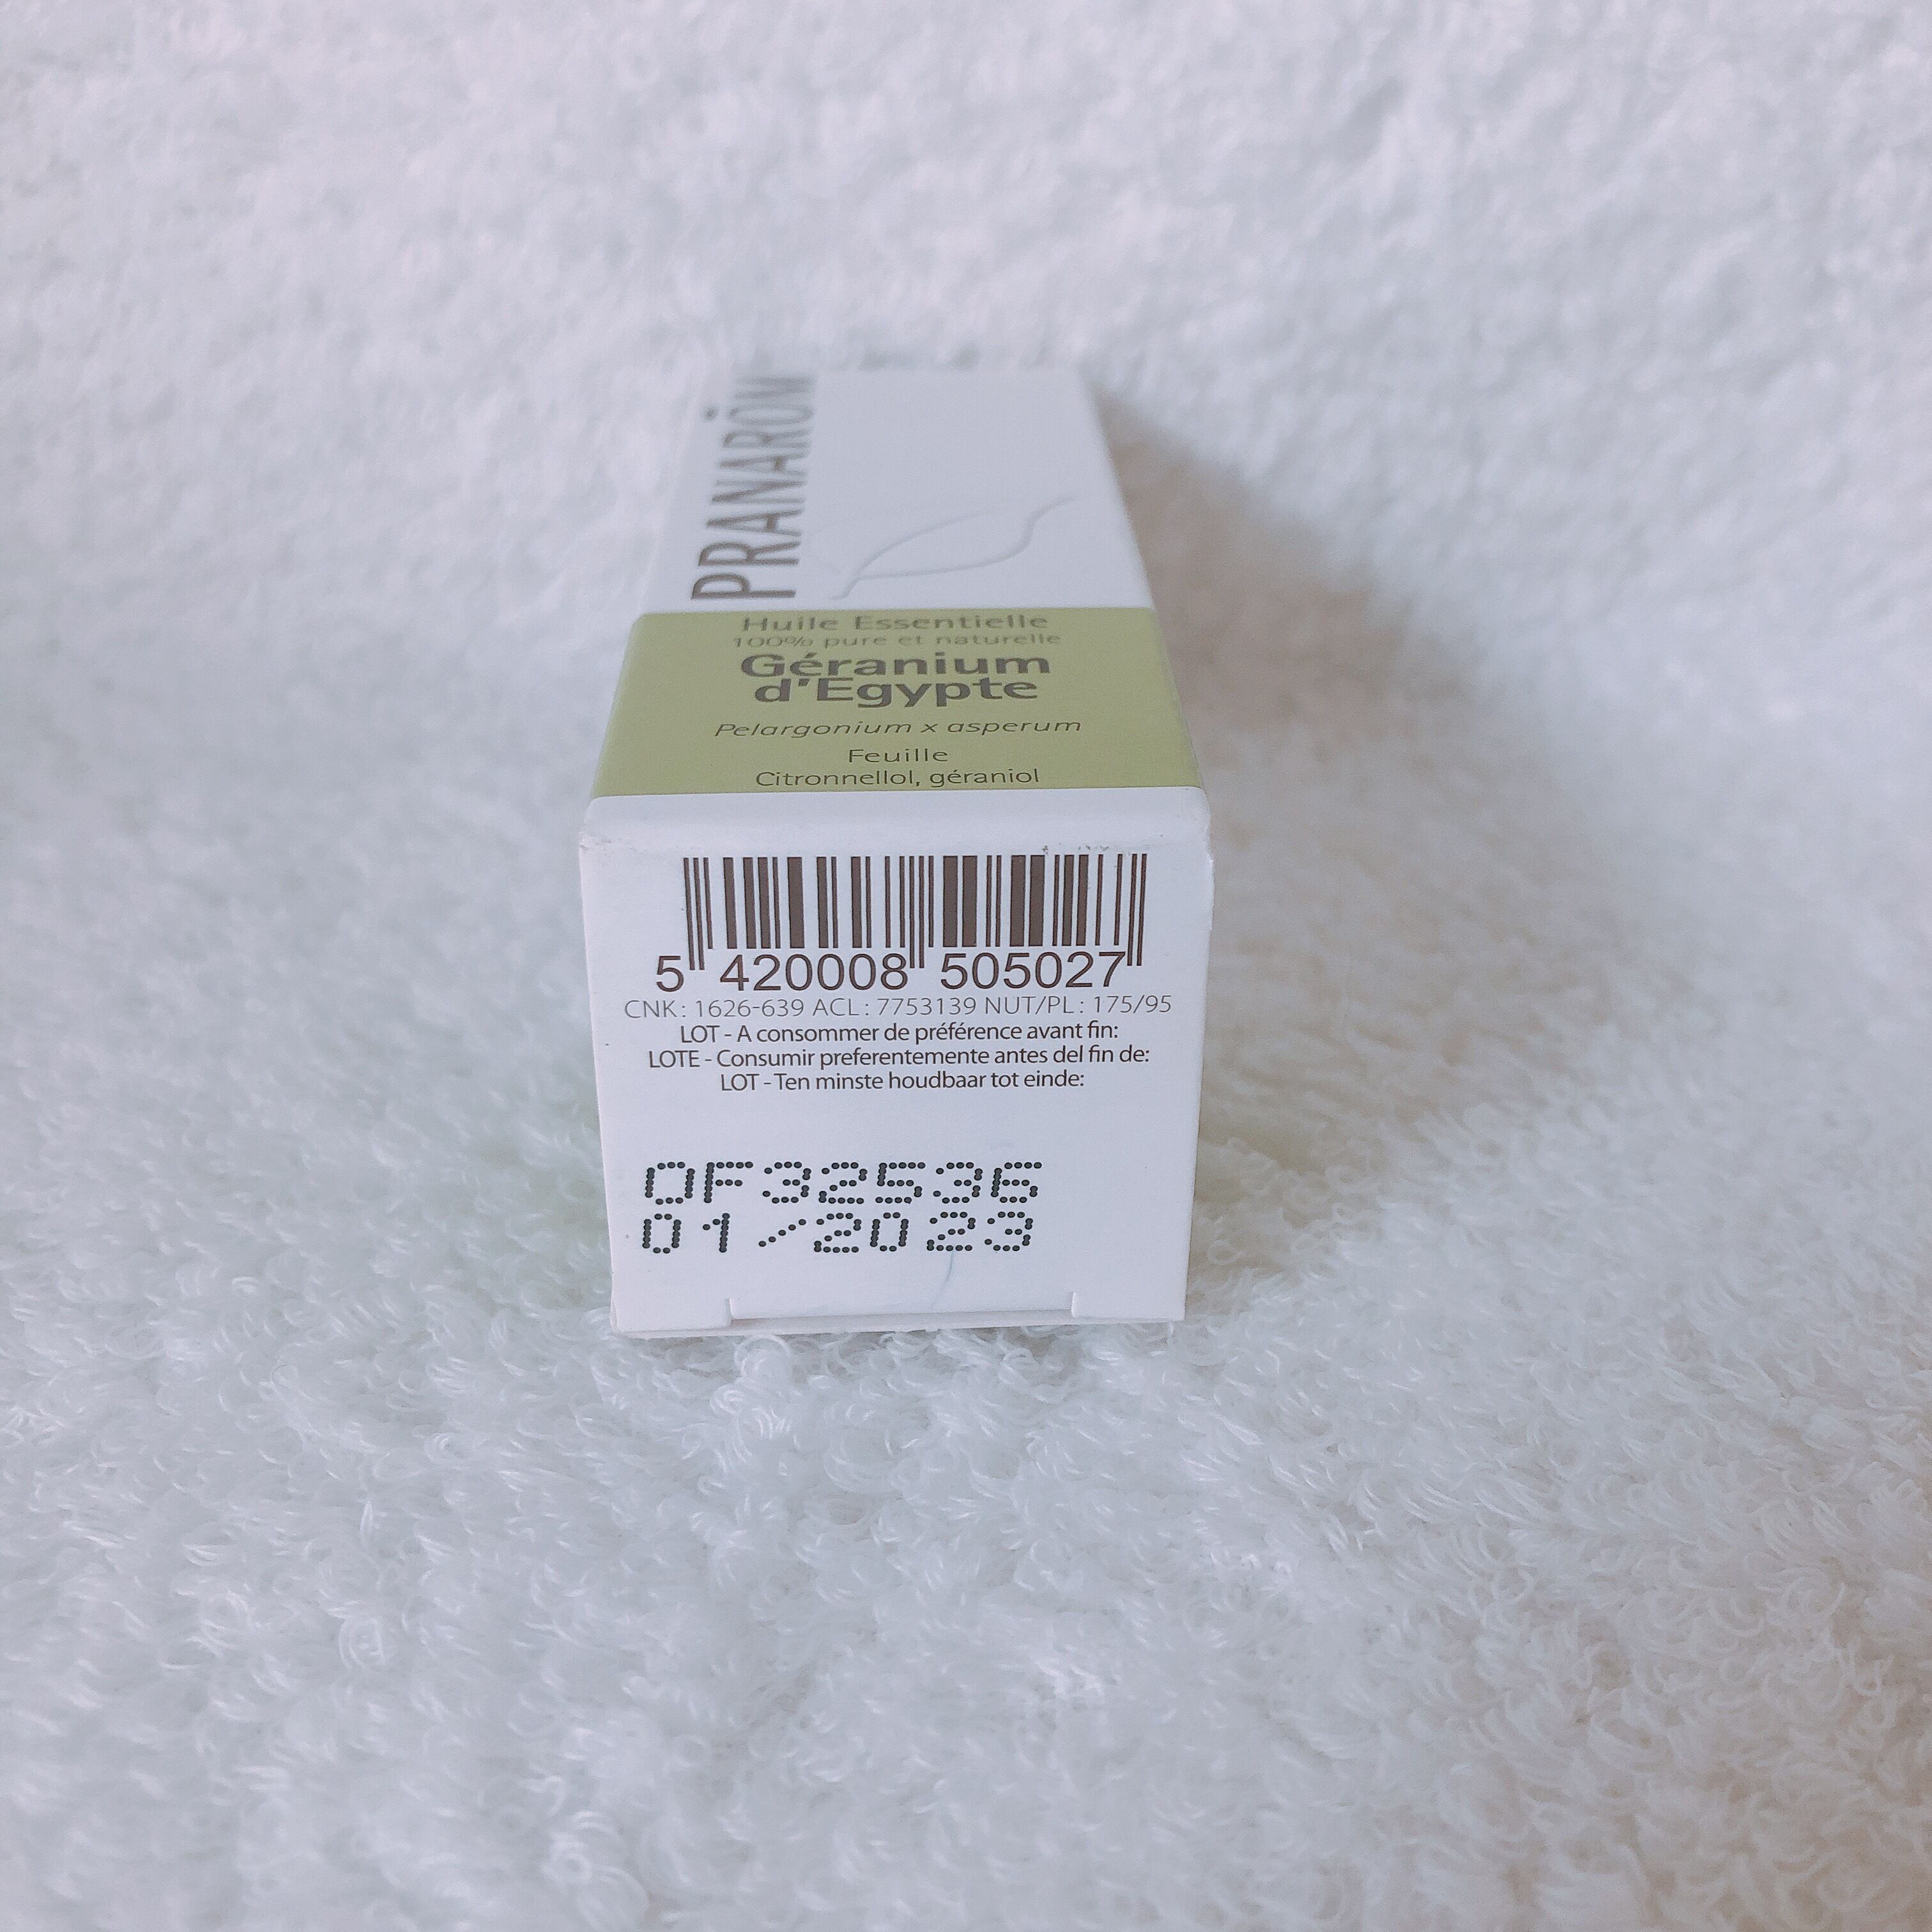 PRANARŌM
Huile Essentielle
100% pure et naturelle
Géranium
d'Egypte
Pelargonium x asperum
Feuille
Citronnellol, géraniol
5 420008 505027
CNK: 1626-639 ACL: 7753139 NUT/PL: 175/95
LOT - A consommer de préférence avant fin:
LOTE - Consumir preferentemente antes del fin de:
LOT - Ten minste houdbaar tot einde:
OF32536
01/2023